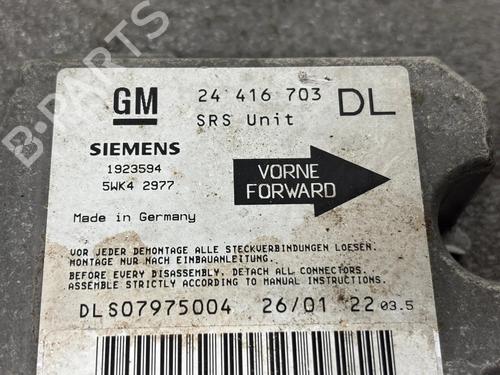 GM 24 416 703 DL
SRS Unit
SIEMENS
1923594
5WK4 2977
VORNE
FORWARD
Made in Germany
VOR JEDER DEMONTAGE ALLE STECKVERBINDUNGEN LOESEN.
MONTAGE NUR NACH EINBAUANLEITUNG.
BEFORE EVERY DISASSEMBLY, DETACH ALL CONNECTORS.
ASSEMBLE STRICTLY ACCORDING TO MANUAL INSTRUCTIONS.
DLS07975004 26/01 22 03.5
B-PARTS